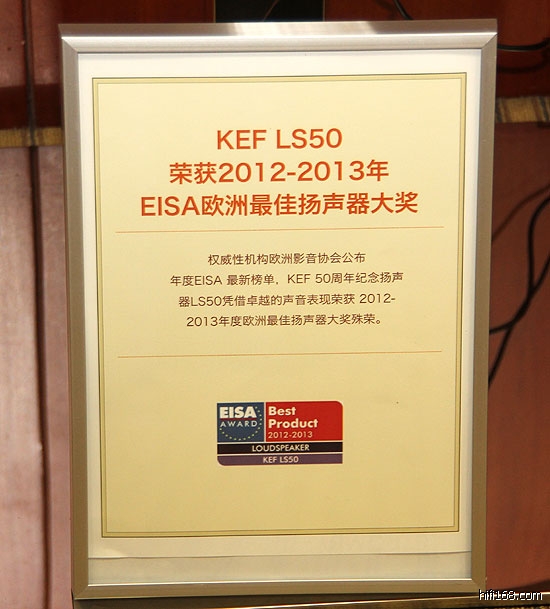 KEF LS50
荣获2012-2013年
EISA欧洲最佳扬声器大奖
权威性机构欧洲影音协会公布
年度EISA 最新榜单，KEF 50周年纪念扬声
器LS50凭借卓越的声音表现荣获 2012-
2013年度欧洲最佳扬声器大奖殊荣。
EISA
AWARD
Best
Product
2012-2013
LOUDSPEAKER
KEF LS50
hifi168.com